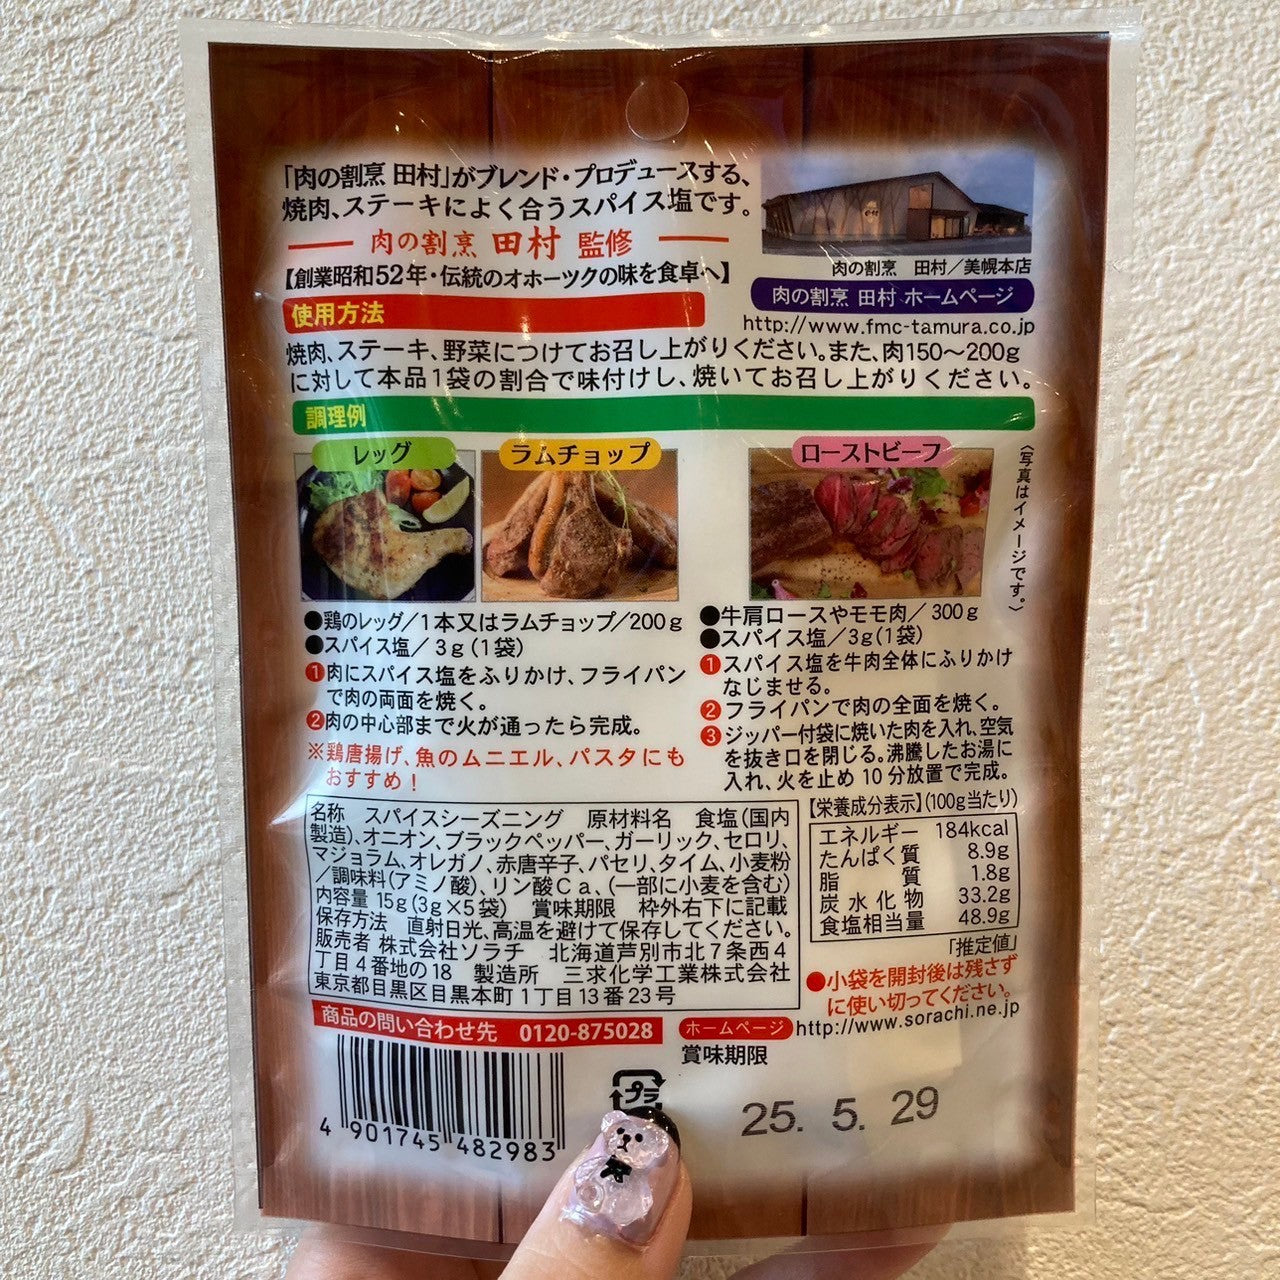 「肉の割烹 田村」がブレンド・プロデュースする、
焼肉、ステーキによく合うスパイス塩です。
肉の割烹 田村 監修
【創業昭和52年・伝統のオホーツクの味を食卓へ】
肉の割烹 田村／美幌本店
肉の割烹 田村 ホームページ
http://www.fmc-tamura.co.jp
使用方法
焼肉、ステーキ、野菜につけてお召し上がりください。また、肉150〜200g
に対して本品1袋の割合で味付けし、焼いてお召し上がりください。
調理例
レッグ
ラムチョップ
ローストビーフ
〈写真はイメージです。〉
●鶏のレッグ／1本又はラムチョップ／200g
●スパイス塩／3g(1袋)
❶肉にスパイス塩をふりかけ、フライパン
で肉の両面を焼く。
❷肉の中心部まで火が通ったら完成。
※鶏唐揚げ、魚のムニエル、パスタにも
おすすめ！
●牛肩ロースやモモ肉／300g
●スパイス塩／3g(1袋)
❶スパイス塩を牛肉全体にふりかけ
なじませる。
❷フライパンで肉の全面を焼く。
❸ジッパー付袋に焼いた肉を入れ、空気
を抜き口を閉じる。沸騰したお湯に
入れ、火を止め10分放置で完成。
名称 スパイスシーズニング 原材料名 食塩(国内
製造)、オニオン、ブラックペッパー、ガーリック、セロリ、
マジョラム、オレガノ、赤唐辛子、パセリ、タイム、小麦粉
／調味料(アミノ酸)、リン酸Ca、(一部に小麦を含む)
内容量 15g(3g×5袋) 賞味期限 枠外右下に記載
保存方法 直射日光、高温を避けて保存してください。
販売者 株式会社ソラチ 北海道芦別市北7条西4
丁目4番地の18 製造所 三求化学工業株式会社
東京都目黒区目黒本町1丁目13番23号
【栄養成分表示】(100g当たり)
エネルギー 184kcal
たんぱく質 8.9g
脂質 1.8g
炭水化物 33.2g
食塩相当量 48.9g
「推定値」
●小袋を開封後は残さず
に使い切ってください。
商品の問い合わせ先 0120-875028
ホームページ http://www.sorachi.ne.jp
賞味期限
プラ
25. 5. 29
4 901745 482983